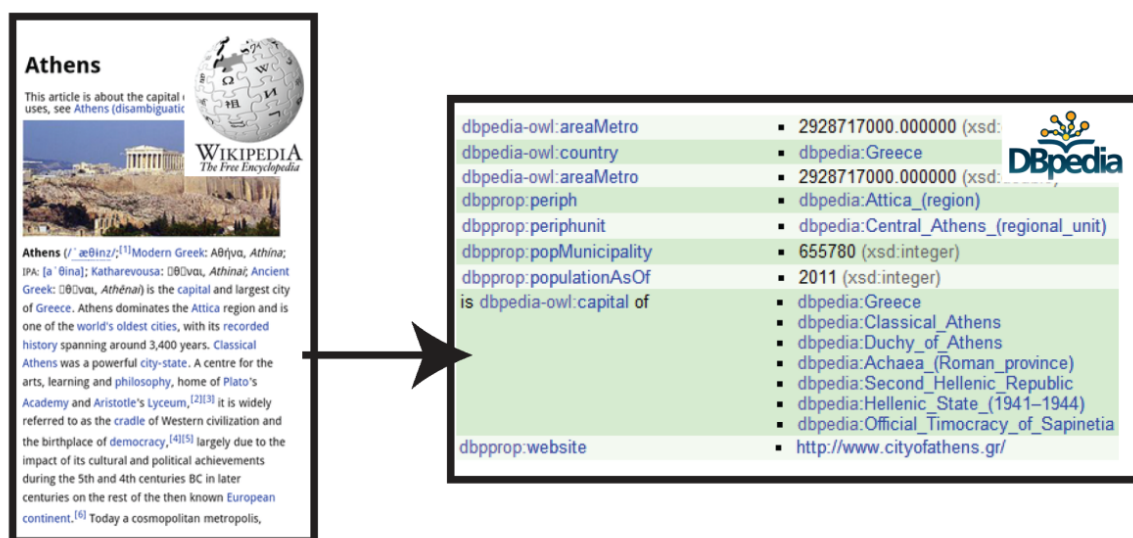 Athens
This article is about the capital
uses, see Athens (disambiguatio
WIKIPEDIA
The Free Encyclopedia
Athens (/ˈæθɨnz/;[1]Modern Greek: Αθήνα, Athína;
IPA: [aˈθina]; Katharevousa: 𐀀θ𐀀ναι, Athinai; Ancient
Greek: 𐀀θ𐀀ναι, Athēnai) is the capital and largest city
of Greece. Athens dominates the Attica region and is
one of the world's oldest cities, with its recorded
history spanning around 3,400 years. Classical
Athens was a powerful city-state. A centre for the
arts, learning and philosophy, home of Plato's
Academy and Aristotle's Lyceum,[2][3] it is widely
referred to as the cradle of Western civilization and
the birthplace of democracy,[4][5] largely due to the
impact of its cultural and political achievements
during the 5th and 4th centuries BC in later
centuries on the rest of the then known European
continent.[6] Today a cosmopolitan metropolis,
DBpedia
dbpedia-owl:areaMetro ▪ 2928717000.000000 (xsd:
dbpedia-owl:country ▪ dbpedia:Greece
dbpedia-owl:areaMetro ▪ 2928717000.000000 (xsd:
dbpprop:periph ▪ dbpedia:Attica_(region)
dbpprop:periphunit ▪ dbpedia:Central_Athens_(regional_unit)
dbpprop:popMunicipality ▪ 655780 (xsd:integer)
dbpprop:populationAsOf ▪ 2011 (xsd:integer)
is dbpedia-owl:capital of ▪ dbpedia:Greece
▪ dbpedia:Classical_Athens
▪ dbpedia:Duchy_of_Athens
▪ dbpedia:Achaea_(Roman_province)
▪ dbpedia:Second_Hellenic_Republic
▪ dbpedia:Hellenic_State_(1941–1944)
▪ dbpedia:Official_Timocracy_of_Sapinetia
dbpprop:website ▪ http://www.cityofathens.gr/